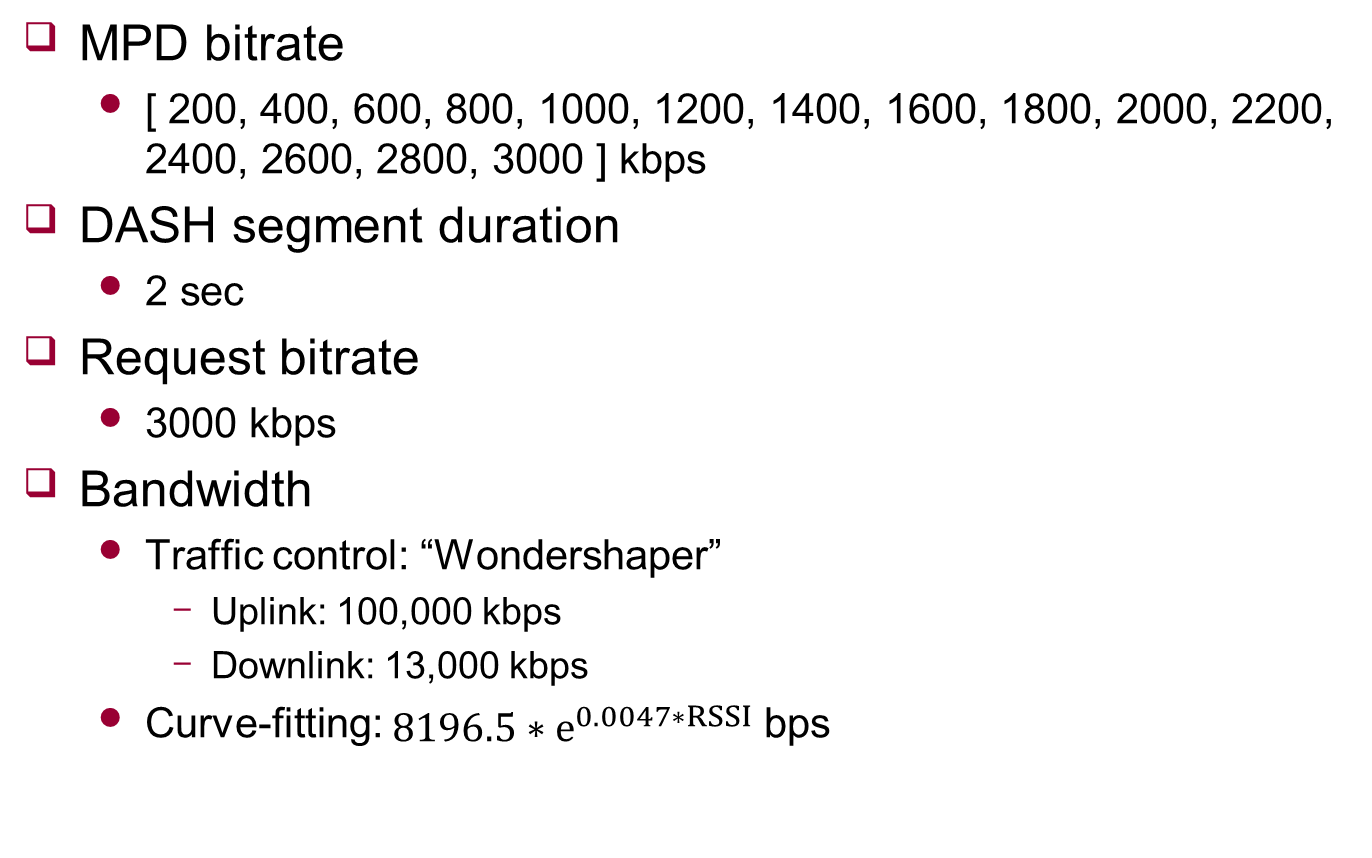 MPD bitrate
[ 200, 400, 600, 800, 1000, 1200, 1400, 1600, 1800, 2000, 2200,
2400, 2600, 2800, 3000 ] kbps
DASH segment duration
2 sec
Request bitrate
3000 kbps
Bandwidth
Traffic control: “Wondershaper”
– Uplink: 100,000 kbps
– Downlink: 13,000 kbps
Curve-fitting: 8196.5 ∗ e^0.0047∗RSSI bps